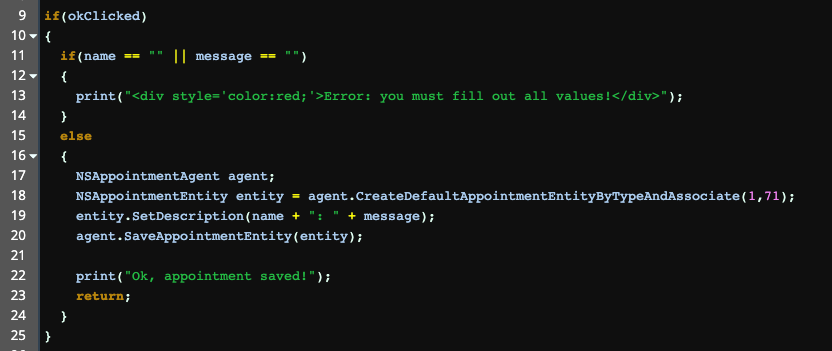 9 if(okClicked)
10 {
11 if(name == "" || message == "")
12 {
13 print("<div style='color:red;'>Error: you must fill out all values!</div>");
14 }
15 else
16 {
17 NSAppointmentAgent agent;
18 NSAppointmentEntity entity = agent.CreateDefaultAppointmentEntityByTypeAndAssociate(1,71);
19 entity.SetDescription(name + ": " + message);
20 agent.SaveAppointmentEntity(entity);
21
22 print("Ok, appointment saved!");
23 return;
24 }
25 }